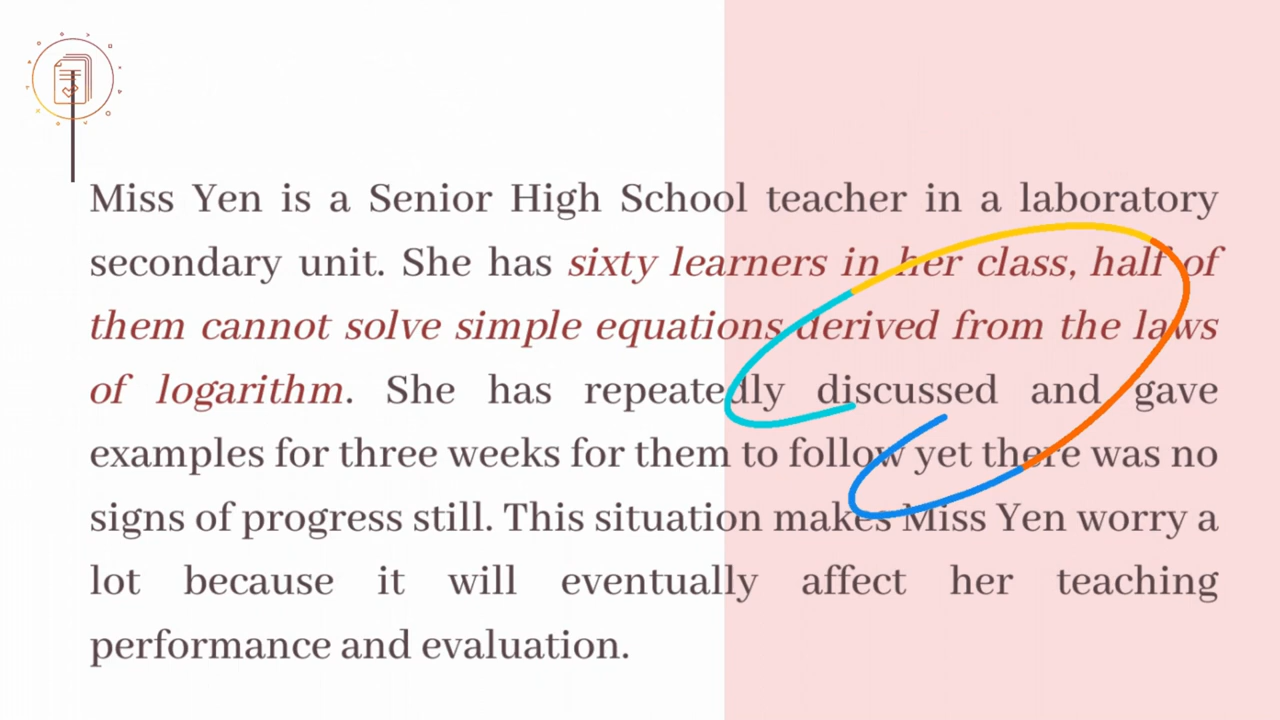 Miss Yen is a Senior High School teacher in a laboratory
secondary unit. She has sixty learners in her class, half of
them cannot solve simple equations derived from the laws
of logarithm. She has repeatedly discussed and gave
examples for three weeks for them to follow yet there was no
signs of progress still. This situation makes Miss Yen worry a
lot because it will eventually affect her teaching
performance and evaluation.